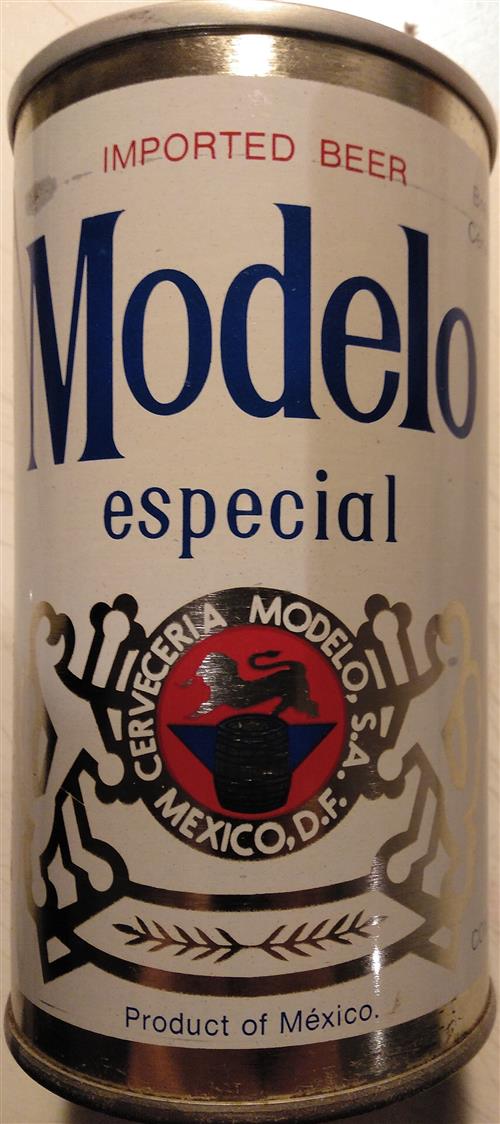 IMPORTED BEER
Modelo
especial
CERVECERIA MODELO, S.A.
MEXICO, D.F.
Product of México.